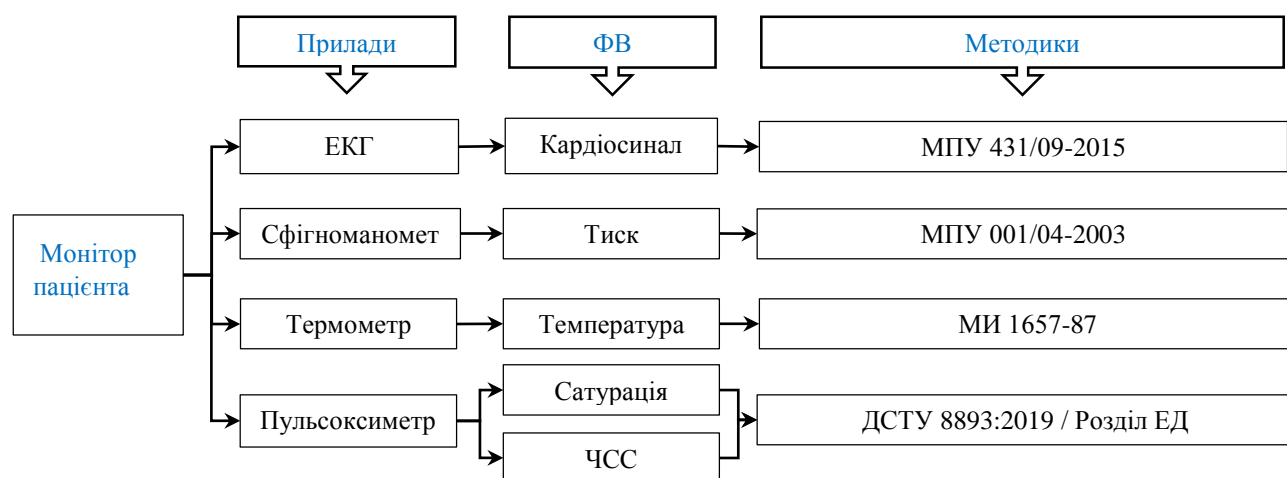 Прилади
ФВ
Методики
ЕКГ
Кардіосинал
МПУ 431/09-2015
Монітор
пацієнта
Сфігноманомет
Тиск
МПУ 001/04-2003
Термометр
Температура
МИ 1657-87
Пульсоксиметр
Сатурація
ЧСС
ДСТУ 8893:2019 / Розділ ЕД